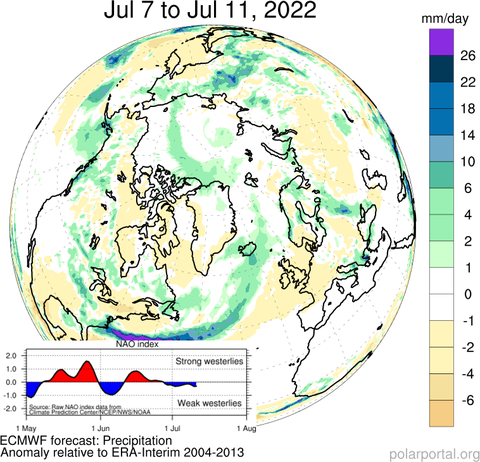 Jul 7 to Jul 11, 2022
mm/day
26
22
18
14
10
6
4
2
1
0
-1
-2
-4
-6
NAO index
2.0
1.0
0.0
-1.0
-2.0
Strong westerlies
Weak westerlies
Source: Raw NAO index data from
Climate Prediction Center/NCEP/NWS/NOAA
1 May
1 Jun
1 Jul
1 Aug
ECMWF forecast: Precipitation
Anomaly relative to ERA-Interim 2004-2013
polarportal.org